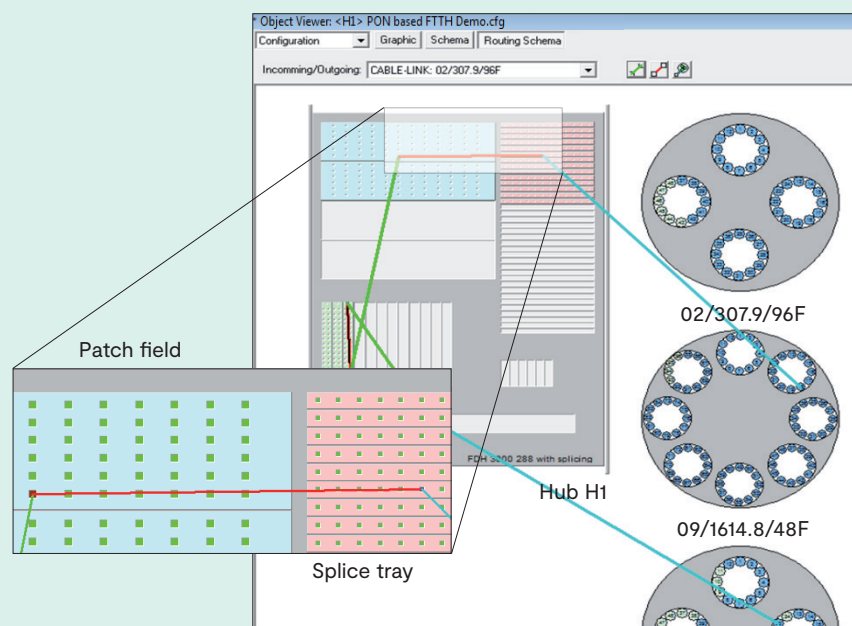 Object Viewer: <H1> PON based FTTH Demo.cfg
Configuration Graphic Schema Routing Schema
Incomming/Outgoing: CABLE-LINK: 02/307.9/96F
02/307.9/96F
Patch field
FDH 3000 288 with splicing
Hub H1
09/1614.8/48F
Splice tray